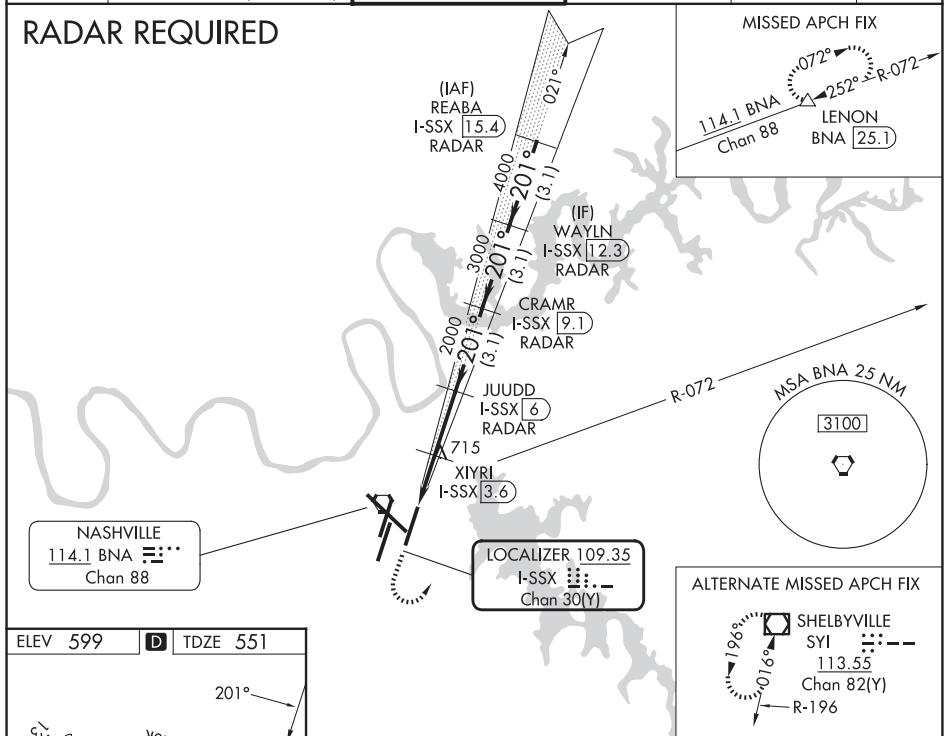 RADAR REQUIRED
MISSED APCH FIX
072°
252°
R-072
114.1 BNA
Chan 88
LENON
BNA 25.1
021°
(IAF)
REABA
I-SSX 15.4
RADAR
4000
201°
(3.1)
(IF)
WAYLN
I-SSX 12.3
RADAR
3000
201°
(3.1)
CRAMR
I-SSX 9.1
RADAR
2000
201°
(3.1)
JUUDD
I-SSX 6
RADAR
R-072
MSA BNA 25 NM
3100
715
XIYRI
I-SSX 3.6
NASHVILLE
114.1 BNA
Chan 88
LOCALIZER 109.35
I-SSX
Chan 30(Y)
ALTERNATE MISSED APCH FIX
196°
016°
SHELBYVILLE
SYI
113.55
Chan 82(Y)
R-196
ELEV 599 D TDZE 551
201°